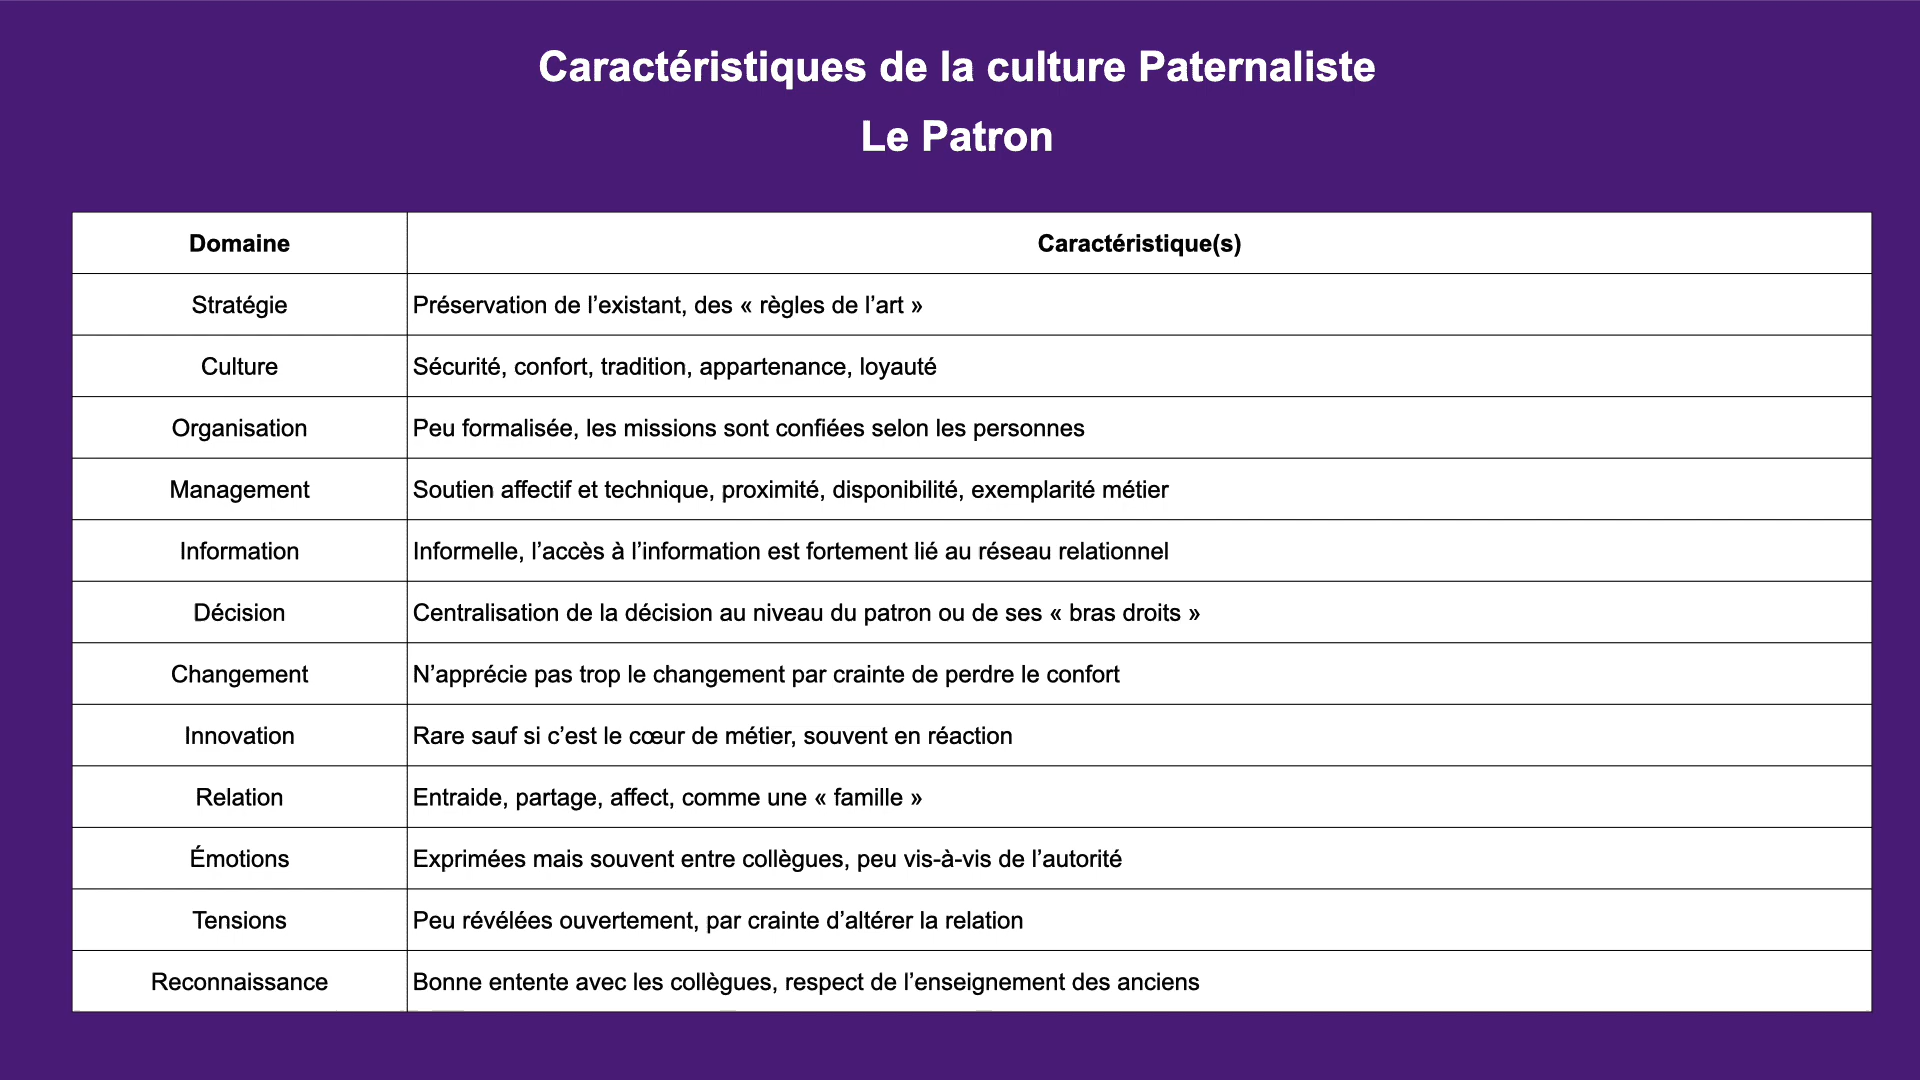 Caractéristiques de la culture Paternaliste
Le Patron
Domaine Caractéristique(s)
Stratégie Préservation de l’existant, des « règles de l’art »
Culture Sécurité, confort, tradition, appartenance, loyauté
Organisation Peu formalisée, les missions sont confiées selon les personnes
Management Soutien affectif et technique, proximité, disponibilité, exemplarité métier
Information Informelle, l’accès à l’information est fortement lié au réseau relationnel
Décision Centralisation de la décision au niveau du patron ou de ses « bras droits »
Changement N’apprécie pas trop le changement par crainte de perdre le confort
Innovation Rare sauf si c’est le cœur de métier, souvent en réaction
Relation Entraide, partage, affect, comme une « famille »
Émotions Exprimées mais souvent entre collègues, peu vis-à-vis de l’autorité
Tensions Peu révélées ouvertement, par crainte d’altérer la relation
Reconnaissance Bonne entente avec les collègues, respect de l’enseignement des anciens